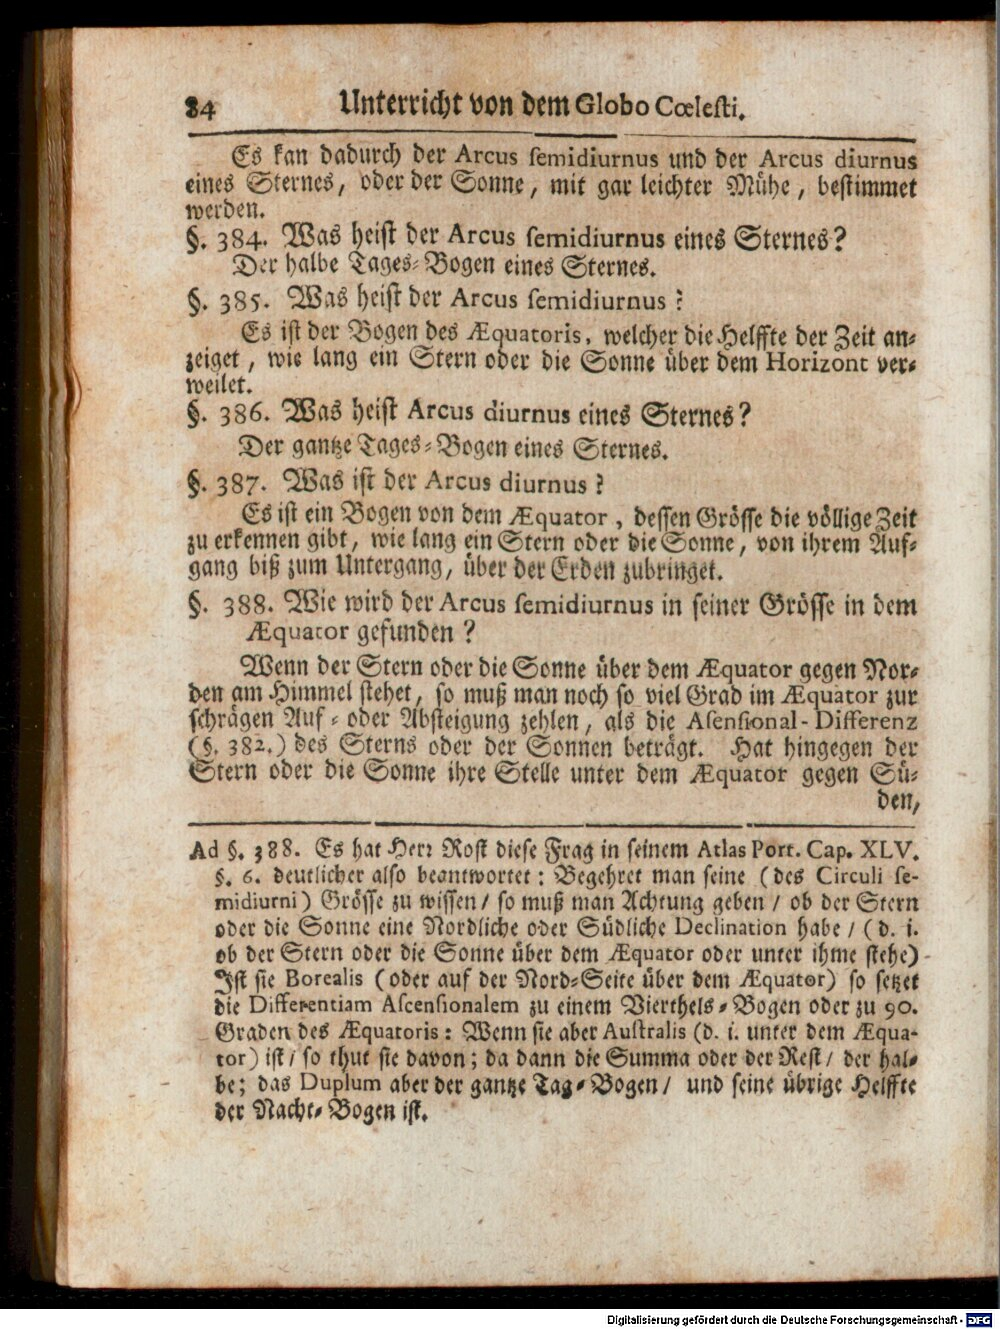 84 Unterricht von dem Globo Cœlesti.
Es kan dadurch der Arcus semidiurnus und der Arcus diurnus
eines Sternes, oder der Sonne, mit gar leichter Mühe, bestimmet
werden.
§. 384. Was heist der Arcus semidiurnus eines Sternes?
Der halbe Tages-Bogen eines Sternes.
§. 385. Was heist der Arcus semidiurnus?
Es ist der Bogen des Æquatoris, welcher die Helffte der Zeit an-
zeiget, wie lang ein Stern oder die Sonne über dem Horizont ver-
weilet.
§. 386. Was heist Arcus diurnus eines Sternes?
Der gantze Tages-Bogen eines Sternes.
§. 387. Was ist der Arcus diurnus?
Es ist ein Bogen von dem Æquator, dessen Grösse die völlige Zeit
zu erkennen gibt, wie lang ein Stern oder die Sonne, von ihrem Auf-
gang biß zum Untergang, über der Erden zubringet.
§. 388. Wie wird der Arcus semidiurnus in seiner Grösse in dem
Æquator gefunden?
Wenn der Stern oder die Sonne über dem Æquator gegen Nor-
den am Himmel stehet, so muß man noch so viel Grad im Æquator zur
schrägen Auf- oder Absteigung zehlen, als die Asensional-Differenz
(§. 382.) des Sterns oder der Sonnen beträgt. Hat hingegen der
Stern oder die Sonne ihre Stelle unter dem Æquator gegen Sü-
den,
Ad §. 388. Es hat Herr Rost diese Frag in seinem Atlas Port. Cap. XLV.
§. 6. deutlicher also beantwortet: Begehret man seine (des Circuli se-
midiurni) Grösse zu wissen / so muß man Achtung geben / ob der Stern
oder die Sonne eine Nordliche oder Südliche Declination habe / (d. i.
ob der Stern oder die Sonne über dem Æquator oder unter ihme stehe)
Ist sie Borealis (oder auf der Nord-Seite über dem Æquator) so setzet
die Differentiam Ascensionalem zu einem Vierthels-Bogen oder zu 90.
Graden des Æquatoris: Wenn sie aber Australis (d. i. unter dem Æqua-
tor) ist / so thut sie davon; da dann die Summa oder der Rest / der hal-
be; das Duplum aber der gantze Tag-Bogen / und seine übrige Helffte
der Nacht-Bogen ist.
Digitalisierung gefördert durch die Deutsche Forschungsgemeinschaft - DFG